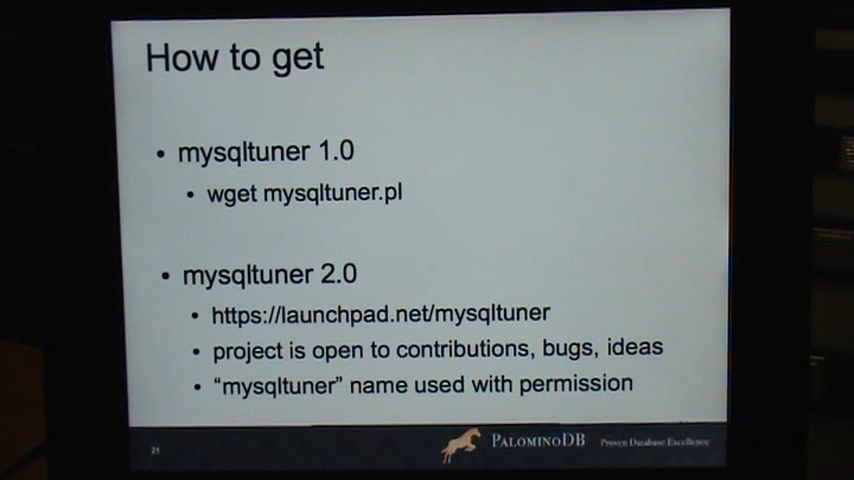 How to get
• mysqltuner 1.0
• wget mysqltuner.pl
• mysqltuner 2.0
• https://launchpad.net/mysqltuner
• project is open to contributions, bugs, ideas
• “mysqltuner” name used with permission
21
PALOMINODB
Proven Database Excellence